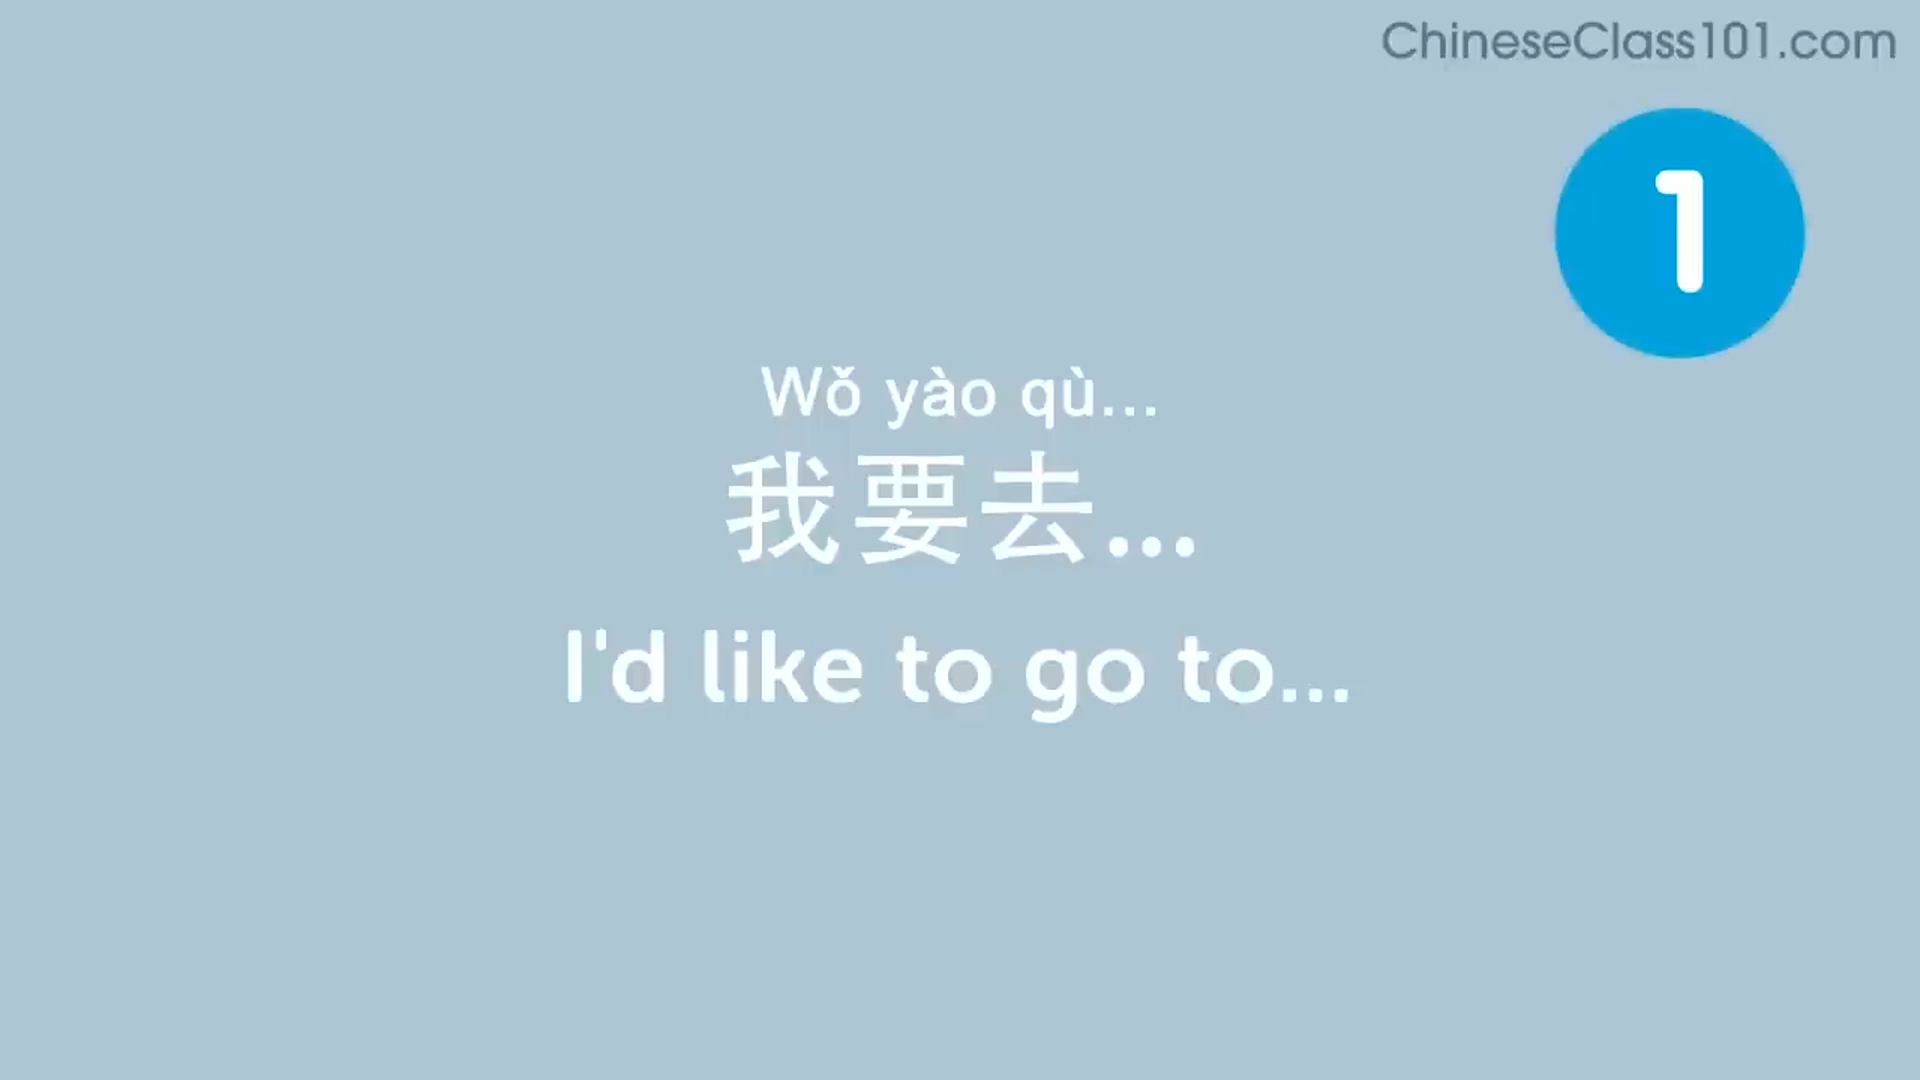 ChineseClass101.com
1
Wǒ yào qù...
我要去...
I'd like to go to...